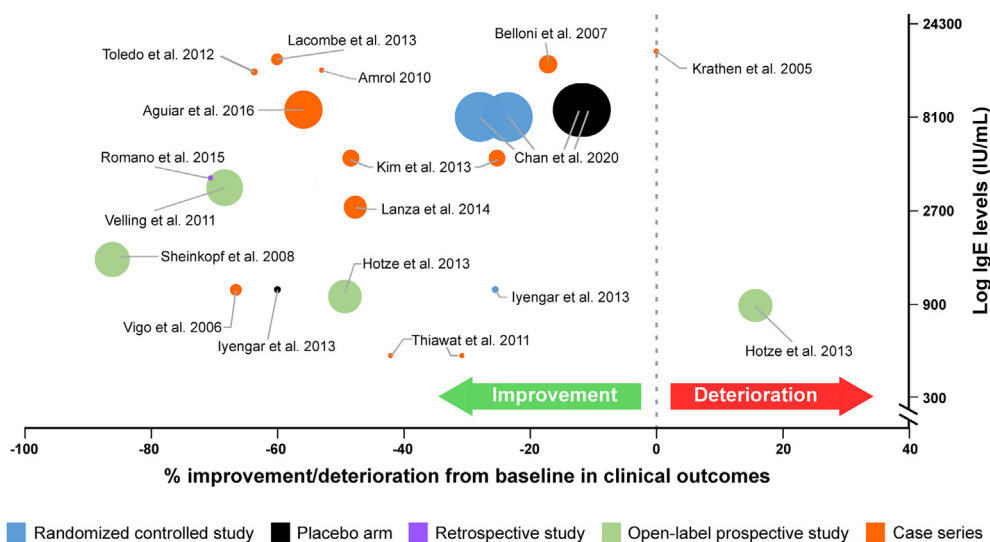 24300
Belloni et al. 2007
Lacombe et al. 2013
Toledo et al. 2012
Krathen et al. 2005
Amrol 2010
Aguiar et al. 2016
8100
Chan et al. 2020
Romano et al. 2015
Kim et al. 2013
Lanza et al. 2014
2700
Velling et al. 2011
Sheinkopf et al. 2008
Hotze et al. 2013
Iyengar et al. 2013
900
Vigo et al. 2006
Iyengar et al. 2013
Thiawat et al. 2011
Hotze et al. 2013
Improvement
Deterioration
300
Log IgE levels (IU/mL)
-100 -80 -60 -40 -20 0 20 40
% improvement/deterioration from baseline in clinical outcomes
Randomized controlled study Placebo arm Retrospective study Open-label prospective study Case series